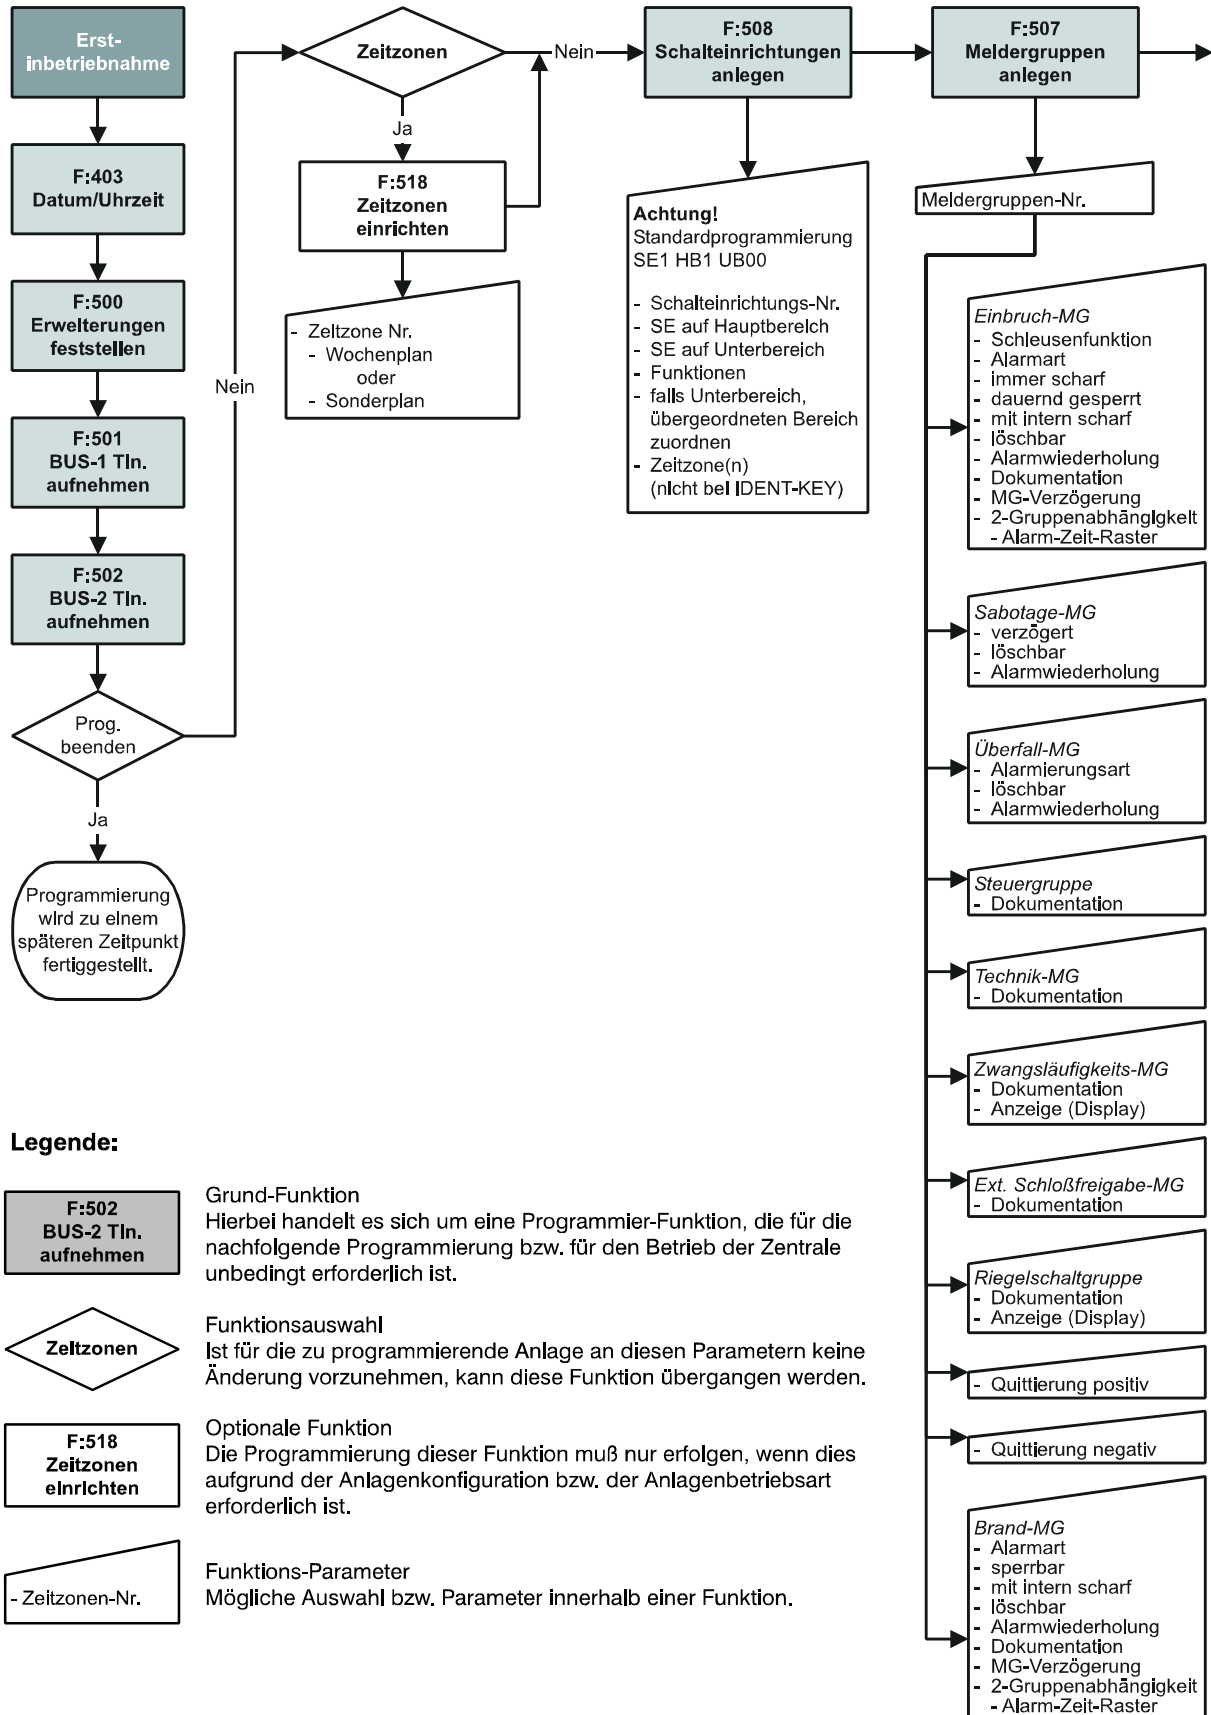 Erst-
inbetriebnahme
F:403
Datum/Uhrzeit
F:500
Erwelterungen
feststellen
F:501
BUS-1 Tln.
aufnehmen
F:502
BUS-2 Tln.
aufnehmen
Prog.
beenden
Ja
Programmierung
wlrd zu elnem
späteren Zeitpunkt
fertiggestellt.
Nein
Zeitzonen
Nein
Ja
F:518
Zeitzonen
einrichten
- Zeltzone Nr.
- Wochenplan
oder
- Sonderplan
F:508
Schalteinrichtungen
anlegen
Achtung!
Standardprogrammierung
SE1 HB1 UB00
- Schalteinrichtungs-Nr.
- SE auf Hauptbereich
- SE auf Unterbereich
- Funktionen
- falls Unterbereich,
übergeordneten Bereich
zuordnen
- Zeitzone(n)
(nlcht bei IDENT-KEY)
F:507
Meldergruppen
anlegen
Meldergruppen-Nr.
Einbruch-MG
- Schleusenfunktion
- Alarmart
- immer scharf
- dauernd gesperrt
- mit intern scharf
- löschbar
- Alarmwiederholung
- Dokumentation
- MG-Verzögerung
- 2-Gruppenabhänglgkelt
- Alarm-Zeit-Raster
Sabotage-MG
- verzögert
- löschbar
- Alarmwiederholung
Überfall-MG
- Alarmierungsart
- löschbar
- Alarmwiederholung
Steuergruppe
- Dokumentation
Technik-MG
- Dokumentation
Zwangsläufigkeits-MG
- Dokumentation
- Anzeige (Display)
Ext. Schloßfreigabe-MG
- Dokumentation
Riegelschaltgruppe
- Dokumentation
- Anzeige (Display)
- Quittierung positiv
- Quittierung negativ
Brand-MG
- Alarmart
- sperrbar
- mit intern scharf
- löschbar
- Alarmwiederholung
- Dokumentation
- MG-Verzögerung
- 2-Gruppenabhängigkeit
- Alarm-Zeit-Raster
Legende:
F:502
BUS-2 Tln.
aufnehmen
Grund-Funktion
Hierbei handelt es sich um eine Programmier-Funktion, die für die
nachfolgende Programmierung bzw. für den Betrieb der Zentrale
unbedingt erforderlich ist.
Zeltzonen
Funktionsauswahl
Ist für die zu programmierende Anlage an diesen Parametern keine
Änderung vorzunehmen, kann diese Funktion übergangen werden.
F:518
Zeitzonen
elnrlchten
Optionale Funktion
Die Programmierung dieser Funktion muß nur erfolgen, wenn dies
aufgrund der Anlagenkonfiguration bzw. der Anlagenbetriebsart
erforderlich ist.
- Zeitzonen-Nr.
Funktions-Parameter
Mögliche Auswahl bzw. Parameter innerhalb einer Funktion.